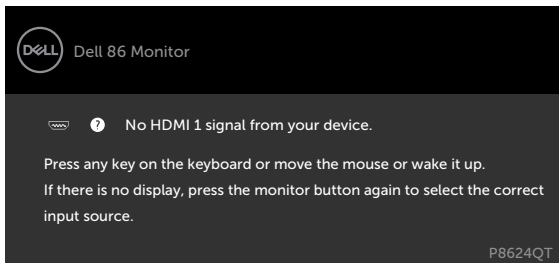 DELL
Dell 86 Monitor
? No HDMI 1 signal from your device.
Press any key on the keyboard or move the mouse or wake it up.
If there is no display, press the monitor button again to select the correct
input source.
P8624QT